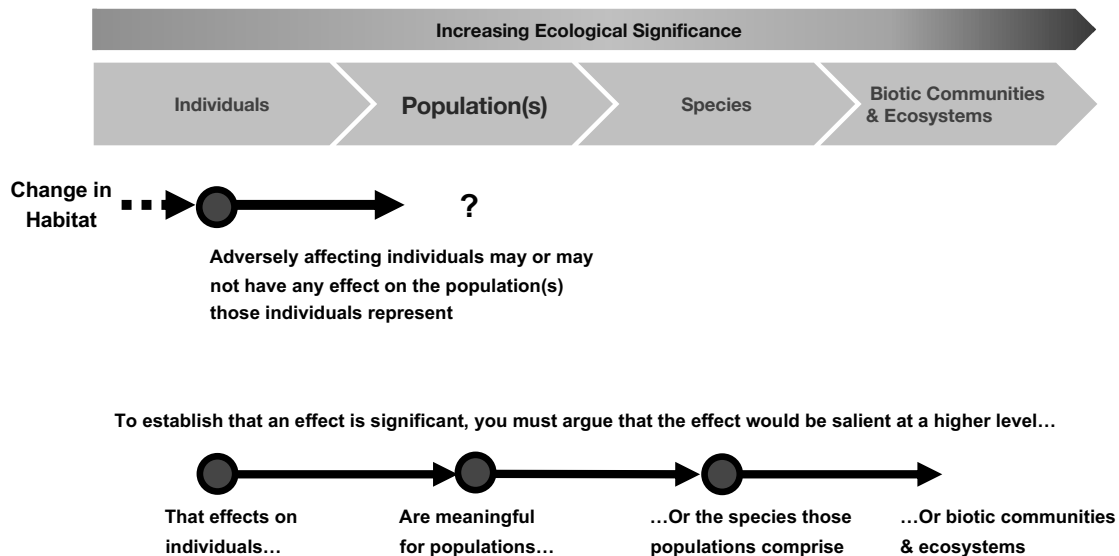 Increasing Ecological Significance
Individuals
Population(s)
Species
Biotic Communities
& Ecosystems
Change in
Habitat
?
Adversely affecting individuals may or may
not have any effect on the population(s)
those individuals represent
To establish that an effect is significant, you must argue that the effect would be salient at a higher level…
That effects on
individuals…
Are meaningful
for populations…
…Or the species those
populations comprise
…Or biotic communities
& ecosystems